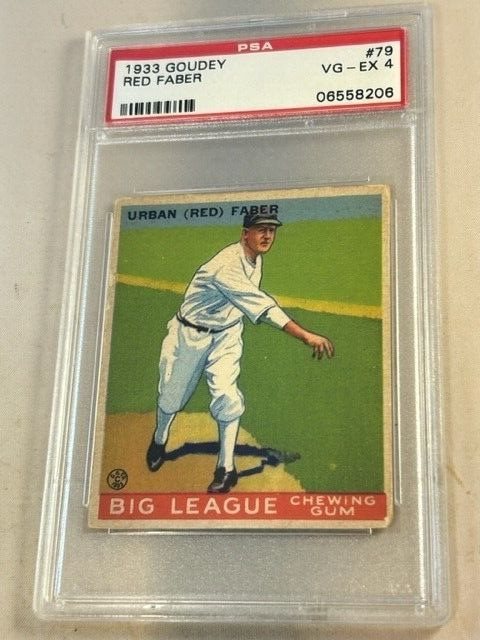 PSA
1933 GOUDEY #79
RED FABER VG-EX 4
06558206
URBAN (RED) FABER
BIG LEAGUE CHEWING GUM